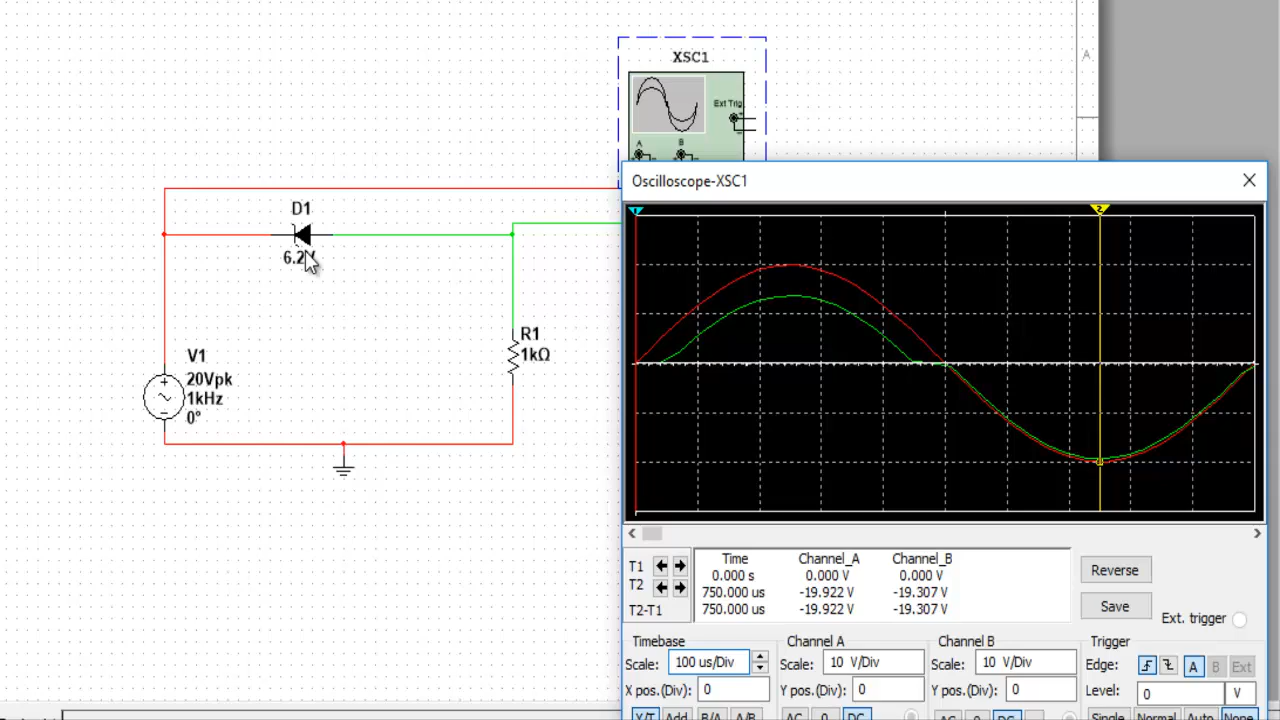 A
XSC1
Ext Trig
A B
Oscilloscope-XSC1
1 2
D1
6.2V
R1
1kΩ
V1
20Vpk
1kHz
0°
T1
T2
T2-T1
Time Channel_A Channel_B
0.000 s 0.000 V 0.000 V
750.000 us -19.922 V -19.307 V
750.000 us -19.922 V -19.307 V
Reverse
Save
Ext. trigger
Timebase
Scale: 100 us/Div
X pos.(Div): 0
Y/T Add B/A A/B
Channel A
Scale: 10 V/Div
Y pos.(Div): 0
AC 0 DC
Channel B
Scale: 10 V/Div
Y pos.(Div): 0
AC 0 DC -
Trigger
Edge: A B Ext
Level: 0 V
Single Normal Auto None